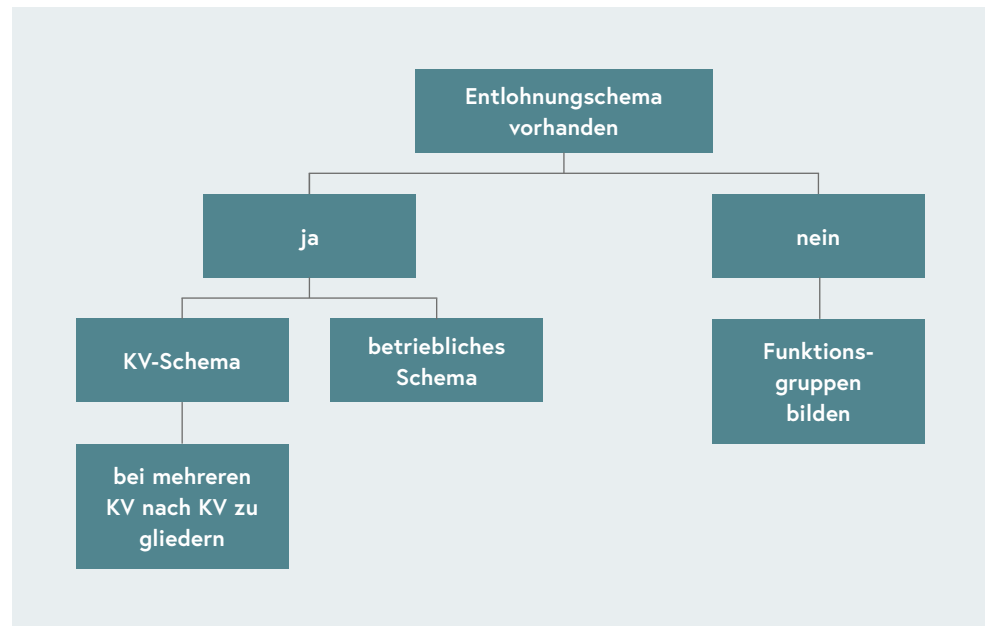 Entlohnungschema
vorhanden
ja
nein
KV-Schema
betriebliches
Schema
Funktions-
gruppen
bilden
bei mehreren
KV nach KV zu
gliedern